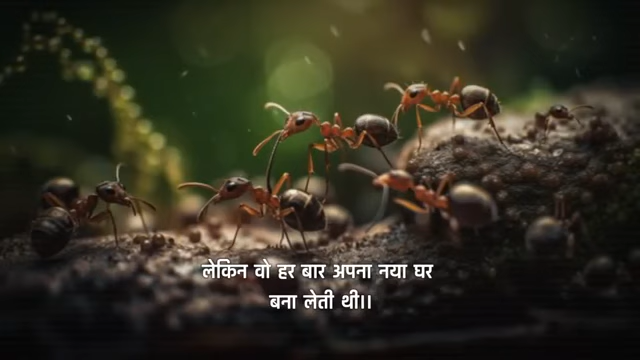 लेकिन वो हर बार अपना नया घर
बना लेती थी।।